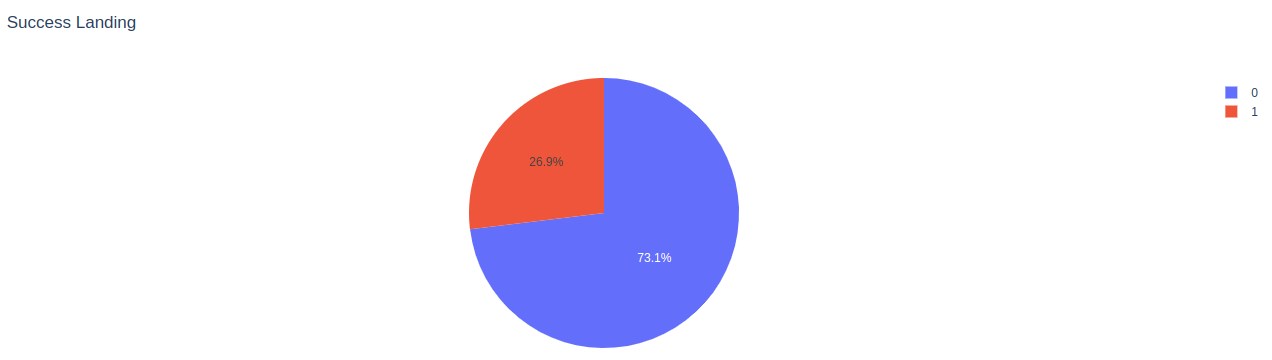 Success Landing
0
1
26.9%
73.1%